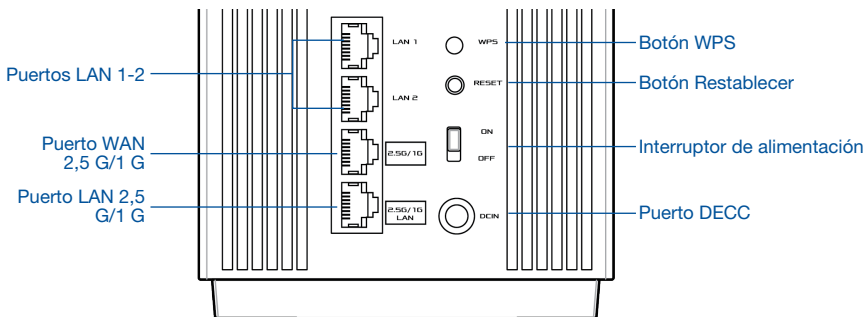 Puertos LAN 1-2
Puerto WAN
2,5 G/1 G
Puerto LAN 2,5
G/1 G
LAN 1
LAN 2
2.5G/1G
2.5G/1G
LAN
WPS
RESET
ON
OFF
DCIN
Botón WPS
Botón Restablecer
Interruptor de alimentación
Puerto DECC